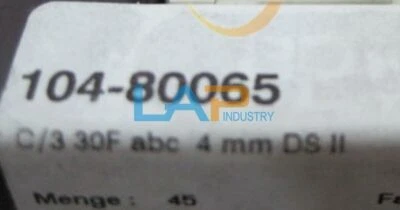 104-80065
LAP
INDUSTRY
C/3 30F abc 4 mm DS II
Menge : 45